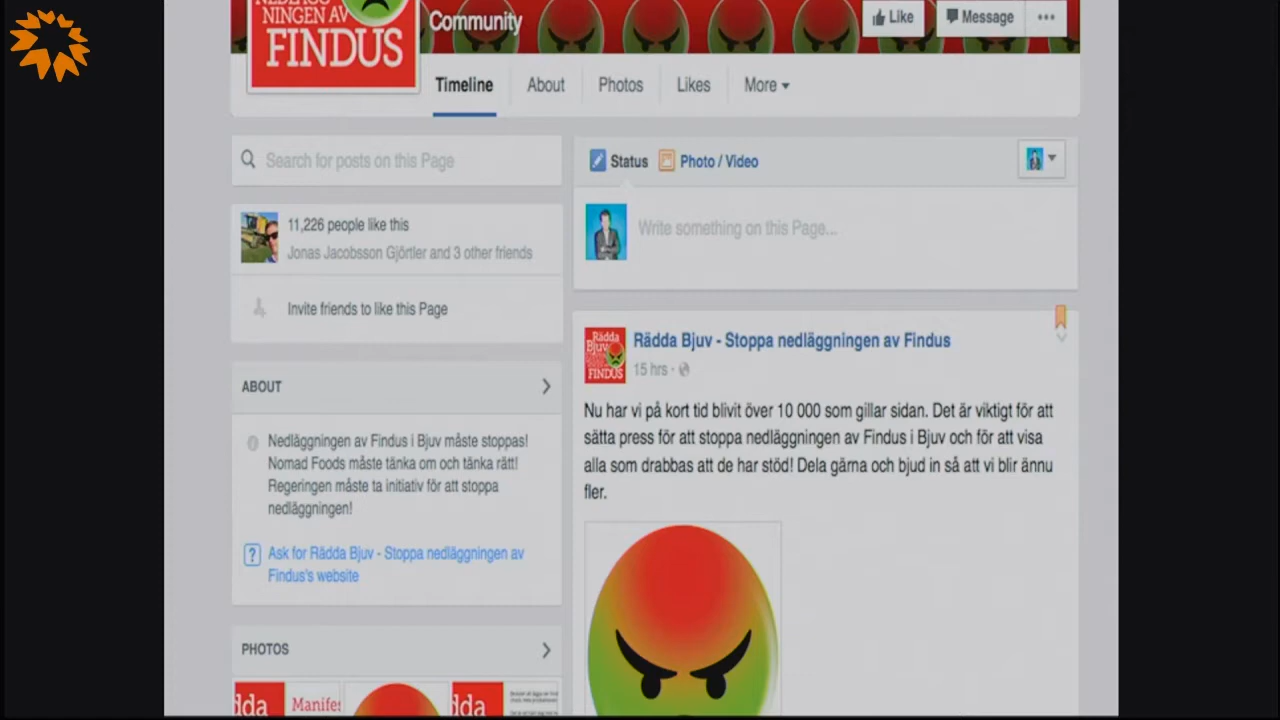 NINGEN AV
FINDUS
Community
Like
Message
Timeline
About
Photos
Likes
More
Search for posts on this Page
Status
Photo / Video
Write something on this Page...
11,226 people like this
Jonas Jacobsson Gjörtler and 3 other friends
Invite friends to like this Page
ABOUT
Nedläggningen av Findus i Bjuv måste stoppas!
Nomad Foods måste tänka om och tänka rätt!
Regeringen måste ta initiativ för att stoppa
nedläggningen!
? Ask for Rädda Bjuv - Stoppa nedläggningen av
Findus's website
PHOTOS
dda
Manifes
dda
Rädda
Bjuv
FINDUS
Rädda Bjuv - Stoppa nedläggningen av Findus
15 hrs ·
Nu har vi på kort tid blivit över 10 000 som gillar sidan. Det är viktigt för att
sätta press för att stoppa nedläggningen av Findus i Bjuv och för att visa
alla som drabbas att de har stöd! Dela gärna och bjud in så att vi blir ännu
fler.